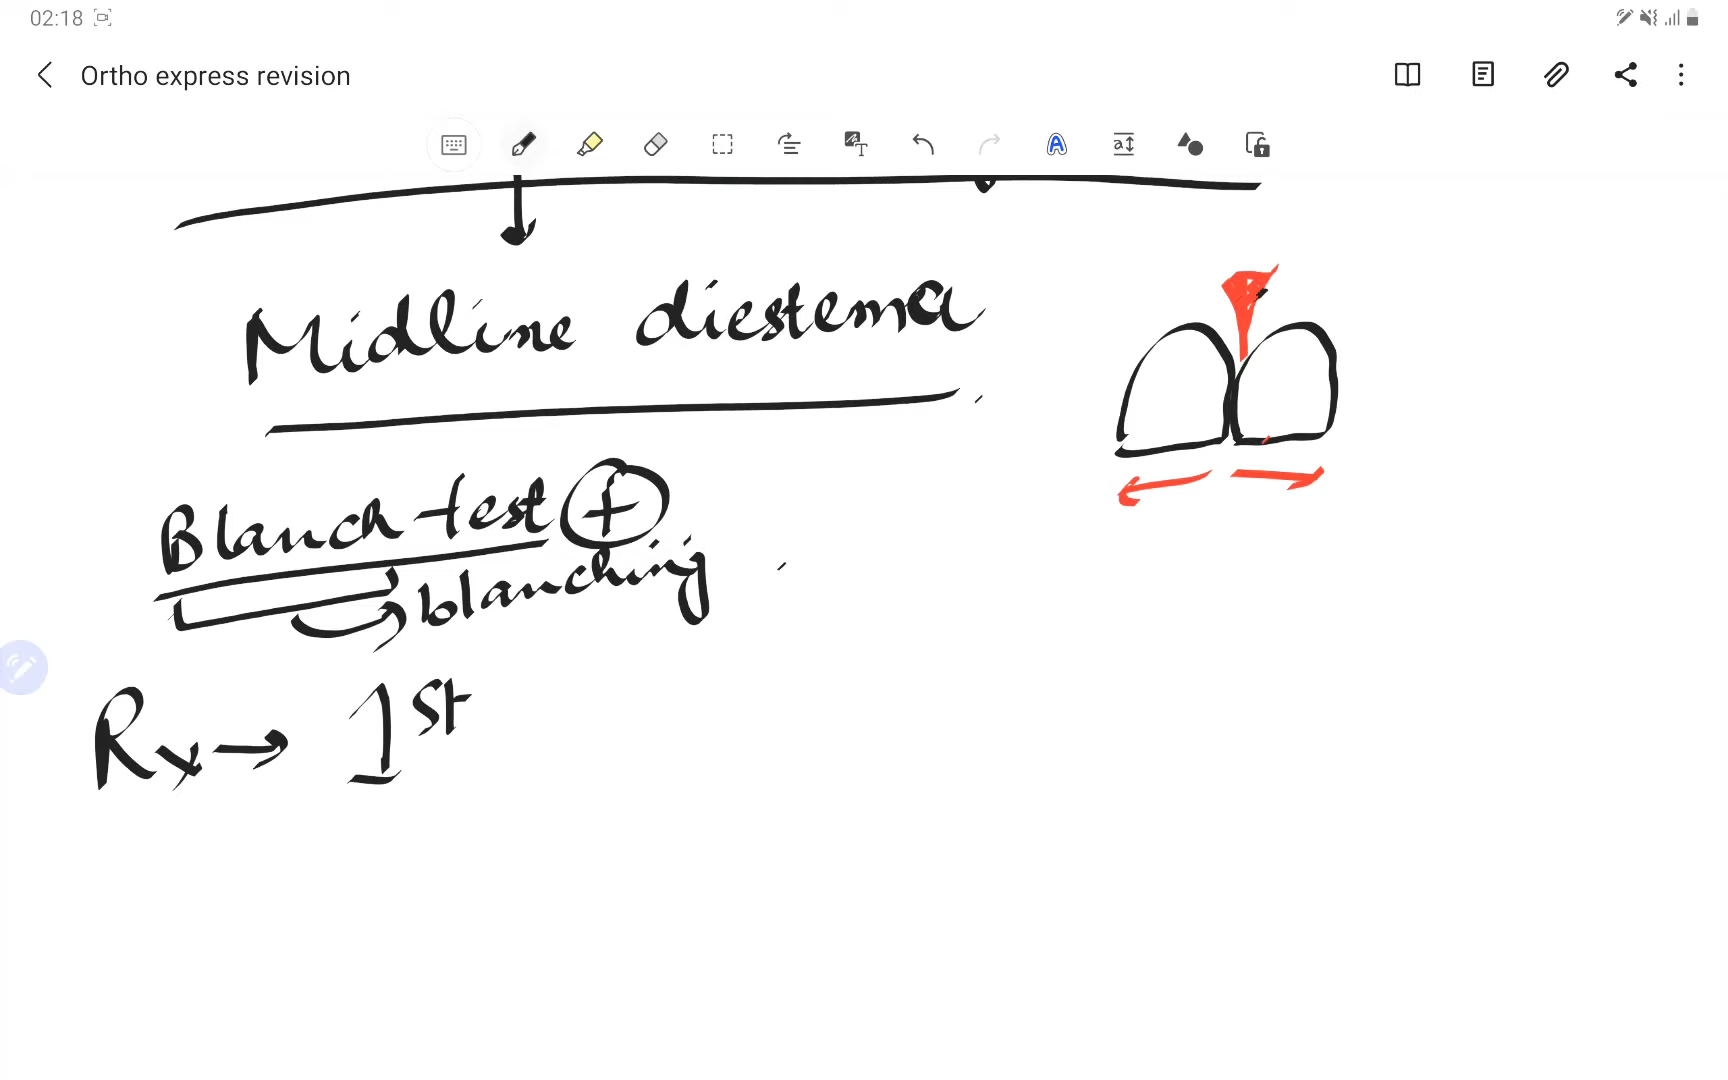 02:18
Ortho express revision
Midline diestema
Blanch test +
blanching
Rx → 1st